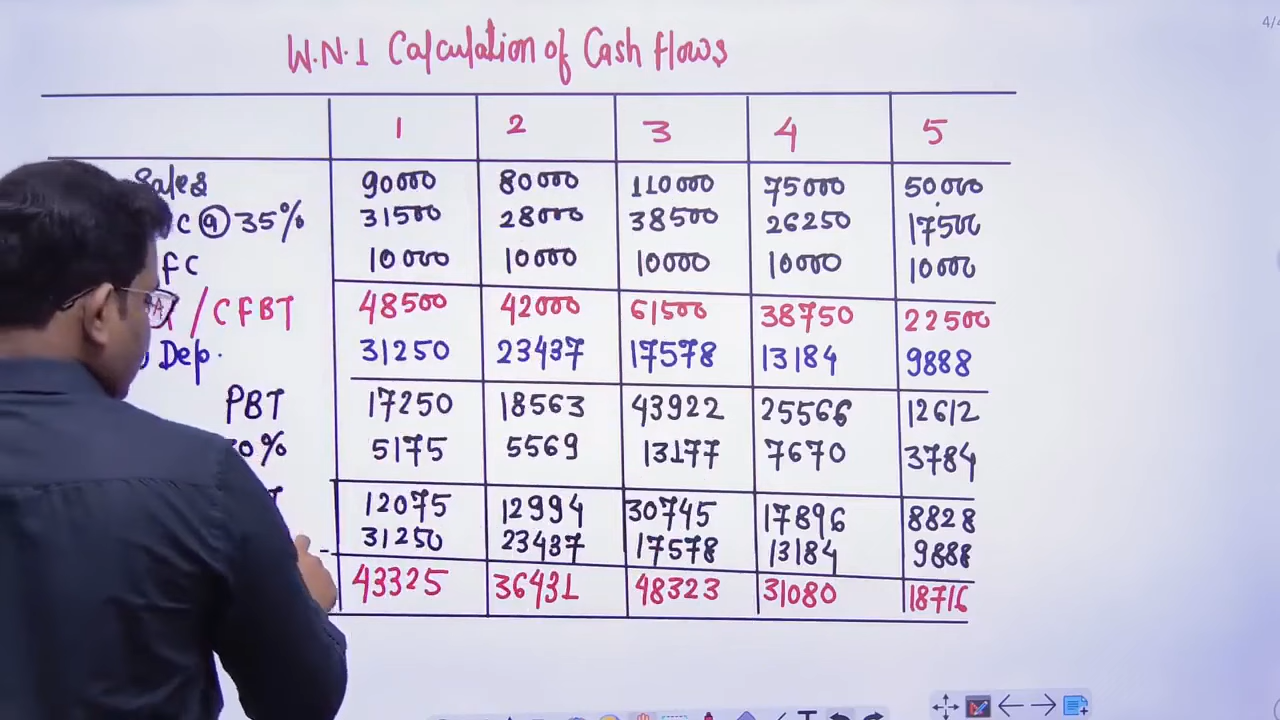 4/4
W.N.1 Calculation of Cash flows
1 2 3 4 5
Sales 90000 80000 110000 75000 50000
C @ 35% 31500 28000 38500 26250 17500
FC 10000 10000 10000 10000 10000
/CFBT 48500 42000 61500 38750 22500
Dep. 31250 23437 17578 13184 9888
PBT 17250 18563 43922 25566 12612
30% 5175 5569 13177 7670 3784
12075 12994 30745 17896 8828
31250 23437 17578 13184 9888
43325 36431 48323 31080 18716